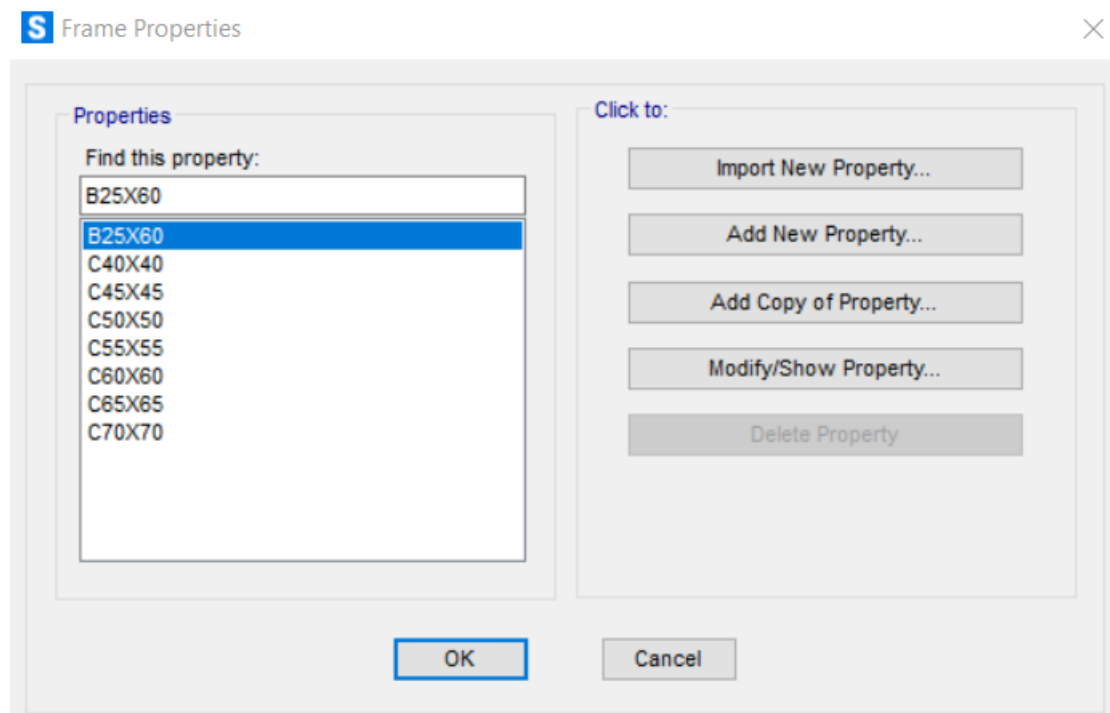 S Frame Properties
Properties
Find this property:
B25X60
B25X60
C40X40
C45X45
C50X50
C55X55
C60X60
C65X65
C70X70
Click to:
Import New Property...
Add New Property...
Add Copy of Property...
Modify/Show Property...
Delete Property
OK
Cancel